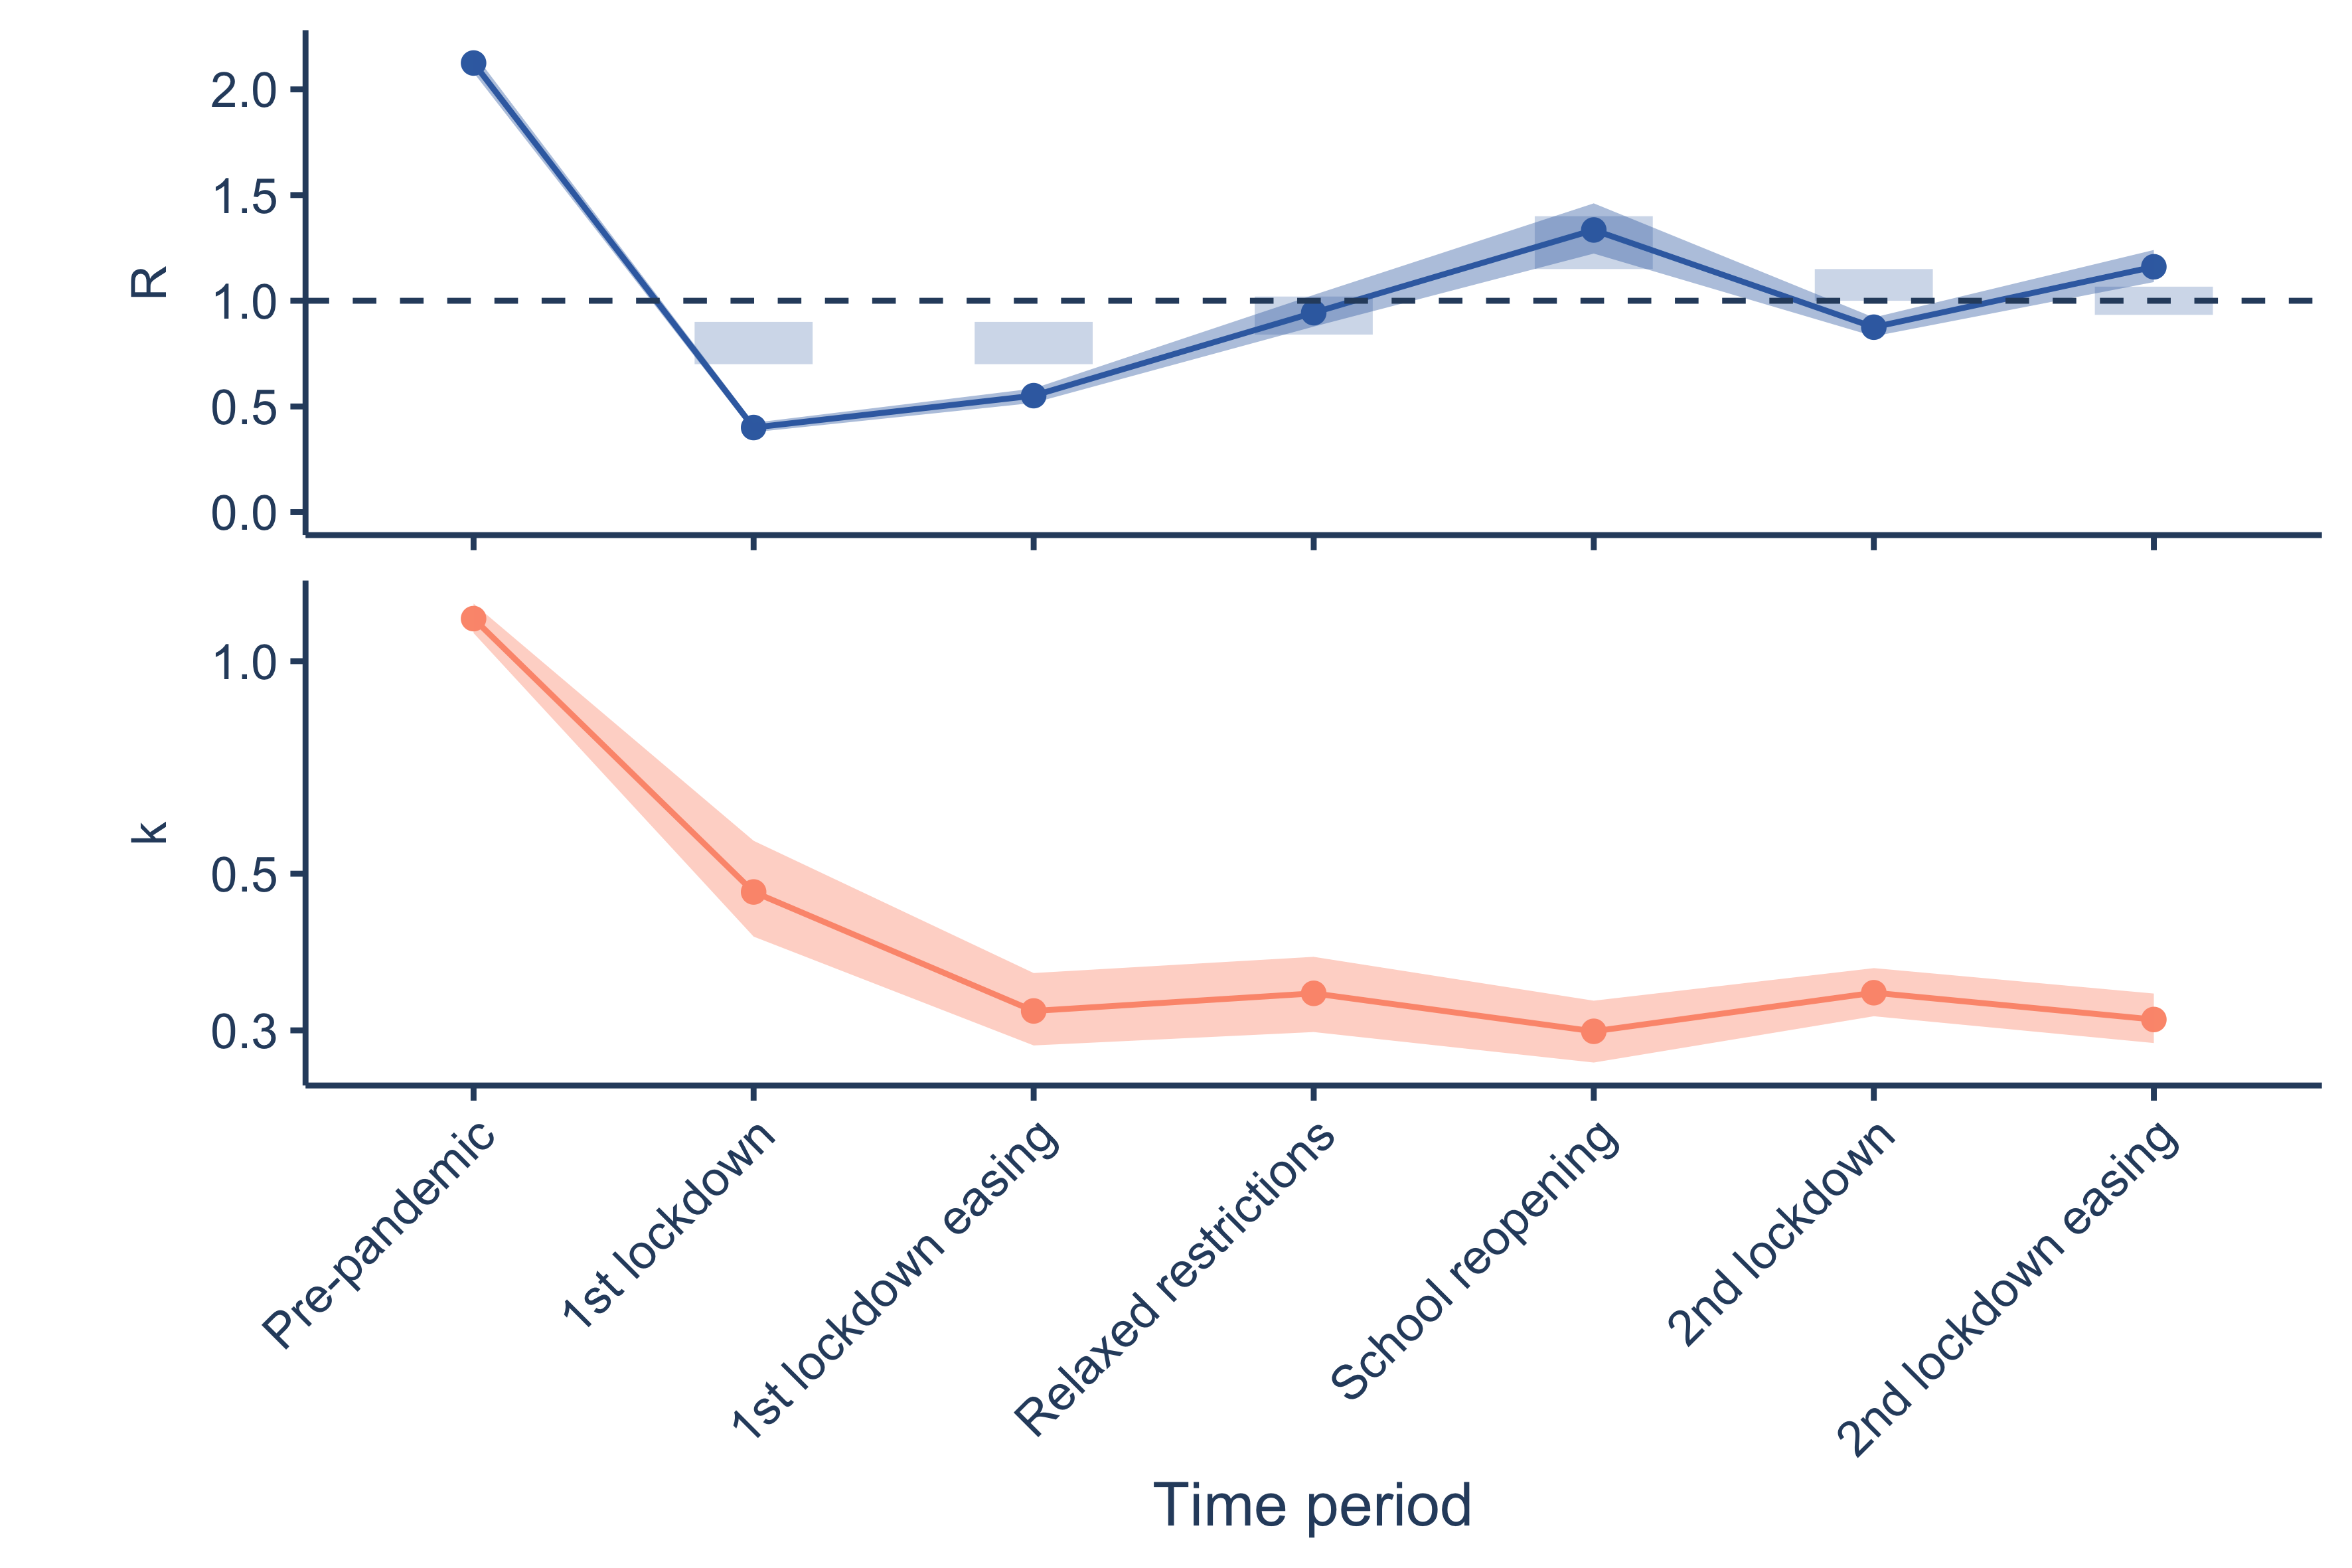 R
2.0
1.5
1.0
0.5
0.0
k
1.0
0.5
0.3
Pre-pandemic
1st lockdown
1st lockdown easing
Relaxed restrictions
School reopening
2nd lockdown
2nd lockdown easing
Time period